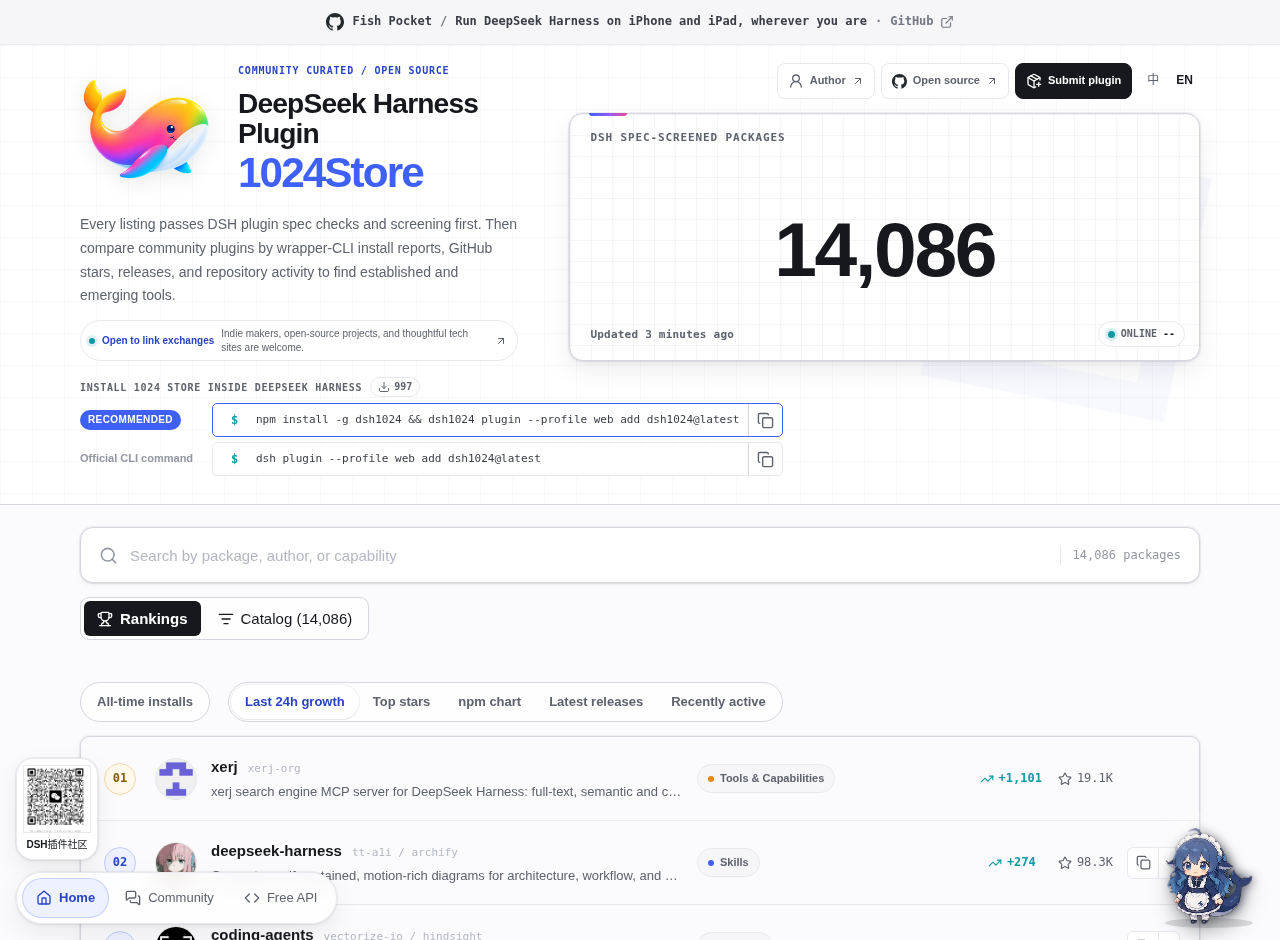 Fish Pocket / Run DeepSeek Harness on iPhone and iPad, wherever you are · GitHub
COMMUNITY CURATED / OPEN SOURCE
DeepSeek Harness
Plugin
1024Store
Author
Open source
Submit plugin
中
EN
Every listing passes DSH plugin spec checks and screening first. Then
compare community plugins by wrapper-CLI install reports, GitHub
stars, releases, and repository activity to find established and
emerging tools.
Open to link exchanges
Indie makers, open-source projects, and thoughtful tech
sites are welcome.
DSH SPEC-SCREENED PACKAGES
14,086
Updated 3 minutes ago
ONLINE --
INSTALL 1024 STORE INSIDE DEEPSEEK HARNESS
997
RECOMMENDED
$ npm install -g dsh1024 && dsh1024 plugin --profile web add dsh1024@latest
Official CLI command
$ dsh plugin --profile web add dsh1024@latest
Search by package, author, or capability
14,086 packages
Rankings
Catalog (14,086)
All-time installs
Last 24h growth
Top stars
npm chart
Latest releases
Recently active
01
xerj xerj-org
xerj search engine MCP server for DeepSeek Harness: full-text, semantic and c…
Tools & Capabilities
+1,101
19.1K
DSH插件社区
02
deepseek-harness tt-a1i / archify
motion-rich diagrams for architecture, workflow, and …
Skills
+274
98.3K
Home
Community
Free API
coding-agents vectorize-io / hindsight